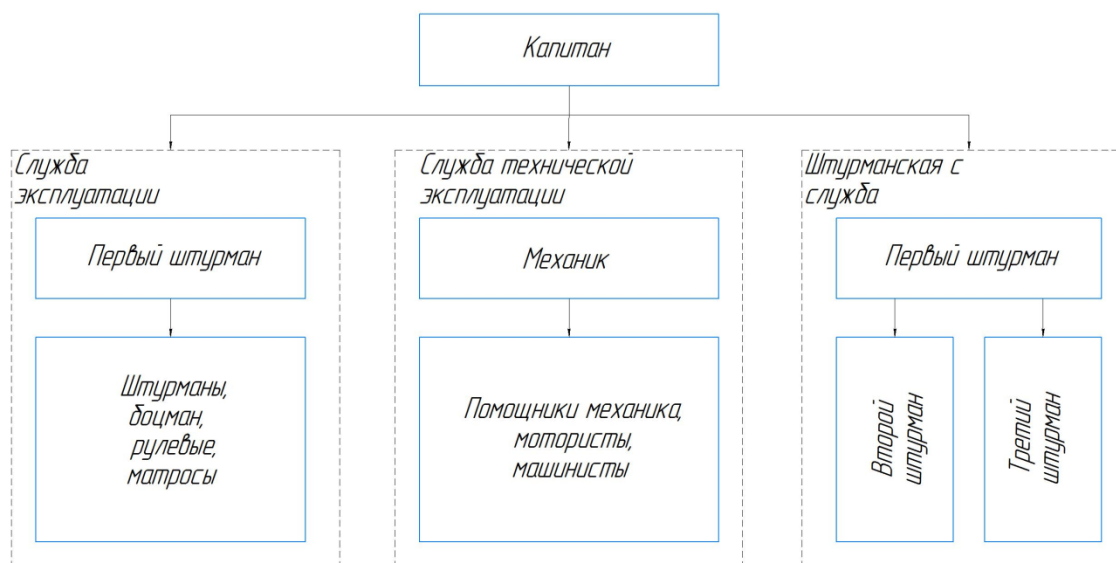 Капитан
Служба
эксплуатации
Первый штурман
Штурманы,
боцман,
рулевые,
матросы
Служба технической
эксплуатации
Механик
Помощники механика,
мотористы,
машинисты
Штурманская с
служба
Первый штурман
Второй
штурман
Третий
штурман